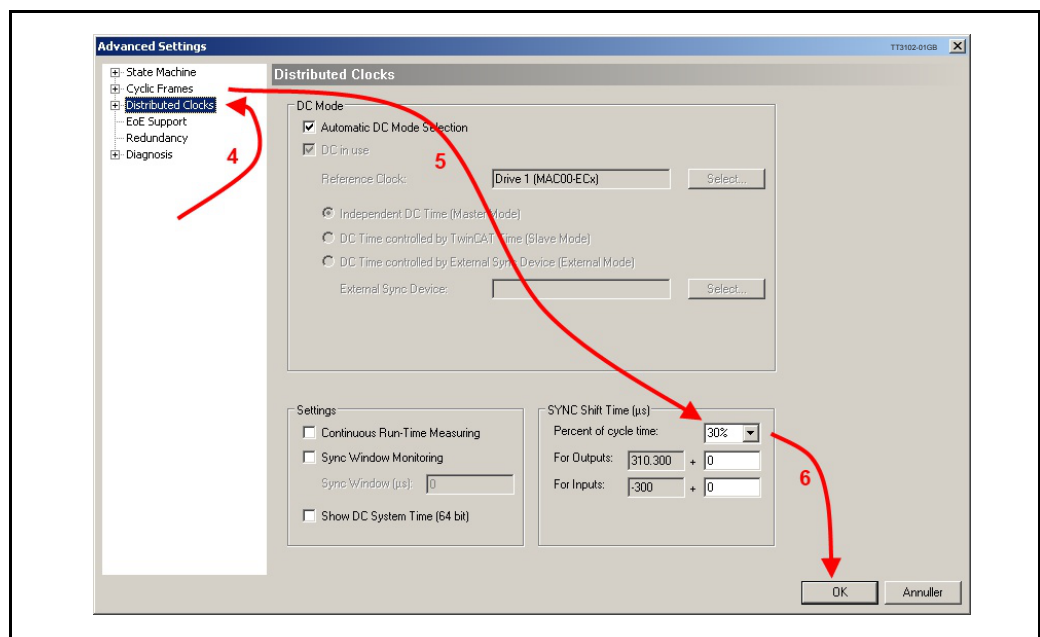 Advanced Settings TT3102-01GB
State Machine
Cyclic Frames
Distributed Clocks
EoE Support
Redundancy
Diagnosis
4
Distributed Clocks
DC Mode
Automatic DC Mode Selection
DC in use
5
Reference Clock: Drive 1 (MAC00-ECx) Select...
Independent DC Time (Master Mode)
DC Time controlled by TwinCAT Time (Slave Mode)
DC Time controlled by External Sync Device (External Mode)
External Sync Device: Select...
Settings
Continuous Run-Time Measuring
Sync Window Monitoring
Sync Window (µs): 0
Show DC System Time (64 bit)
SYNC Shift Time (µs)
Percent of cycle time: 30%
For Outputs: 310.300 + 0
For Inputs: -300 + 0
6
OK Annuller